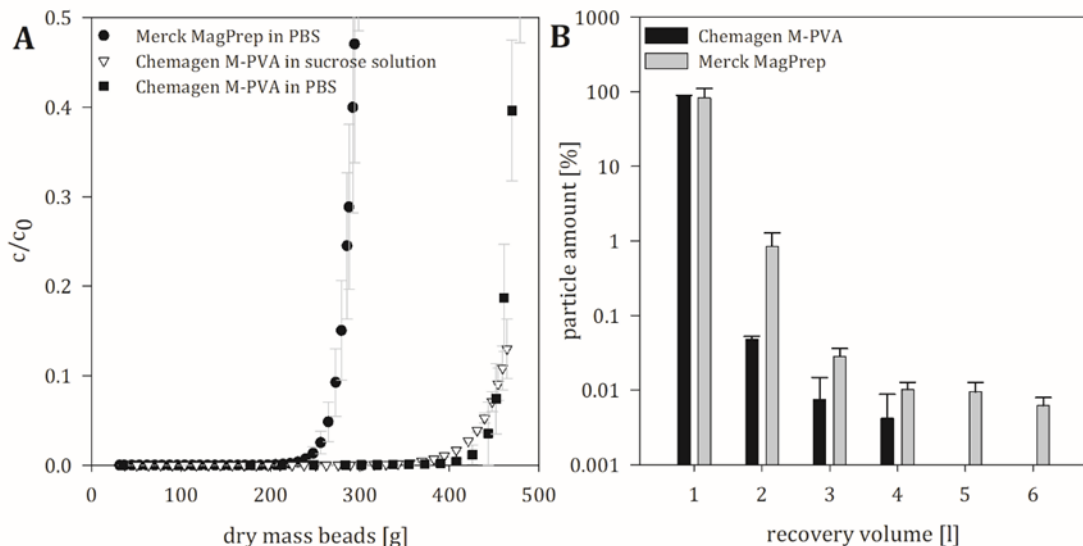 A
Merck MagPrep in PBS
Chemagen M-PVA in sucrose solution
Chemagen M-PVA in PBS
0.5
0.4
0.3
0.2
0.1
0.0
c/c0
0
100
200
300
400
500
dry mass beads [g]
B
Chemagen M-PVA
Merck MagPrep
1000
100
10
1
0.1
0.01
0.001
particle amount [%]
1
2
3
4
5
6
recovery volume [l]